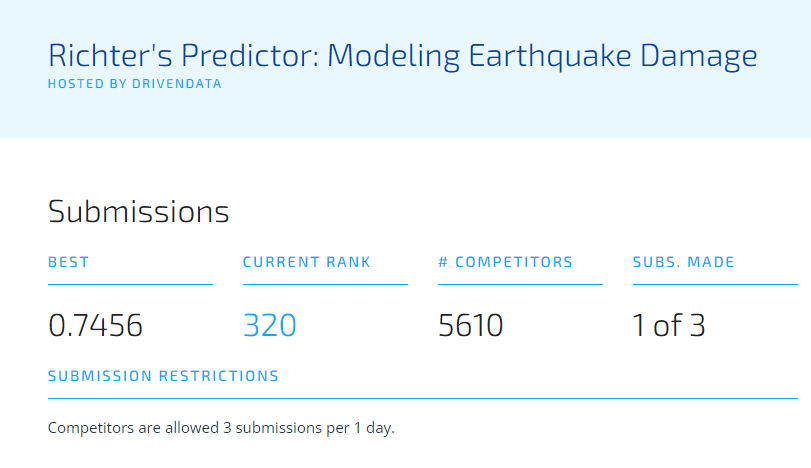 Richter's Predictor: Modeling Earthquake Damage
HOSTED BY DRIVENDATA
Submissions
BEST
CURRENT RANK
# COMPETITORS
SUBS. MADE
0.7456
320
5610
1 of 3
SUBMISSION RESTRICTIONS
Competitors are allowed 3 submissions per 1 day.